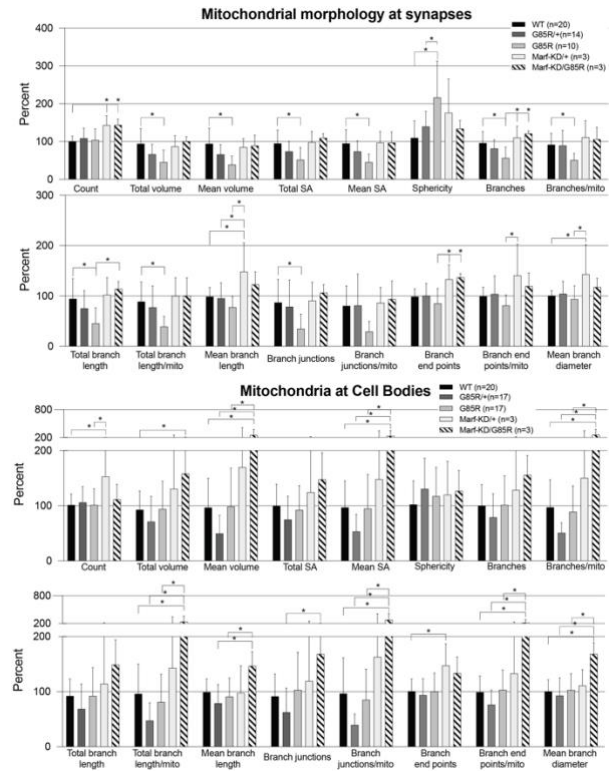 Mitochondrial morphology at synapses
WT (n=20)
G85R/+(n=14)
G85R (n=10)
Marf-KD/+ (n=3)
Marf-KD/G85R (n=3)
400
300
200
100
0
Percent
* * * * * * * * * * * *
Count Total volume Mean volume Total SA Mean SA Sphericity Branches Branches/mito
300
200
100
0
Percent
* * * * * * * * * * * *
Total branch length
Total branch length/mito
Mean branch length
Branch junctions
Branch junctions/mito
Branch end points
Branch end points/mito
Mean branch diameter
Mitochondria at Cell Bodies
WT (n=20)
G85R/+(n=17)
G85R (n=17)
Marf-KD/+ (n=3)
Marf-KD/G85R (n=3)
800
200
200
100
0
Percent
* * * * * * * * * * * *
Count Total volume Mean volume Total SA Mean SA Sphericity Branches Branches/mito
800
200
200
100
0
Percent
* * * * * * * * * * * * * * * * *
Total branch length
Total branch length/mito
Mean branch length
Branch junctions
Branch junctions/mito
Branch end points
Branch end points/mito
Mean branch diameter